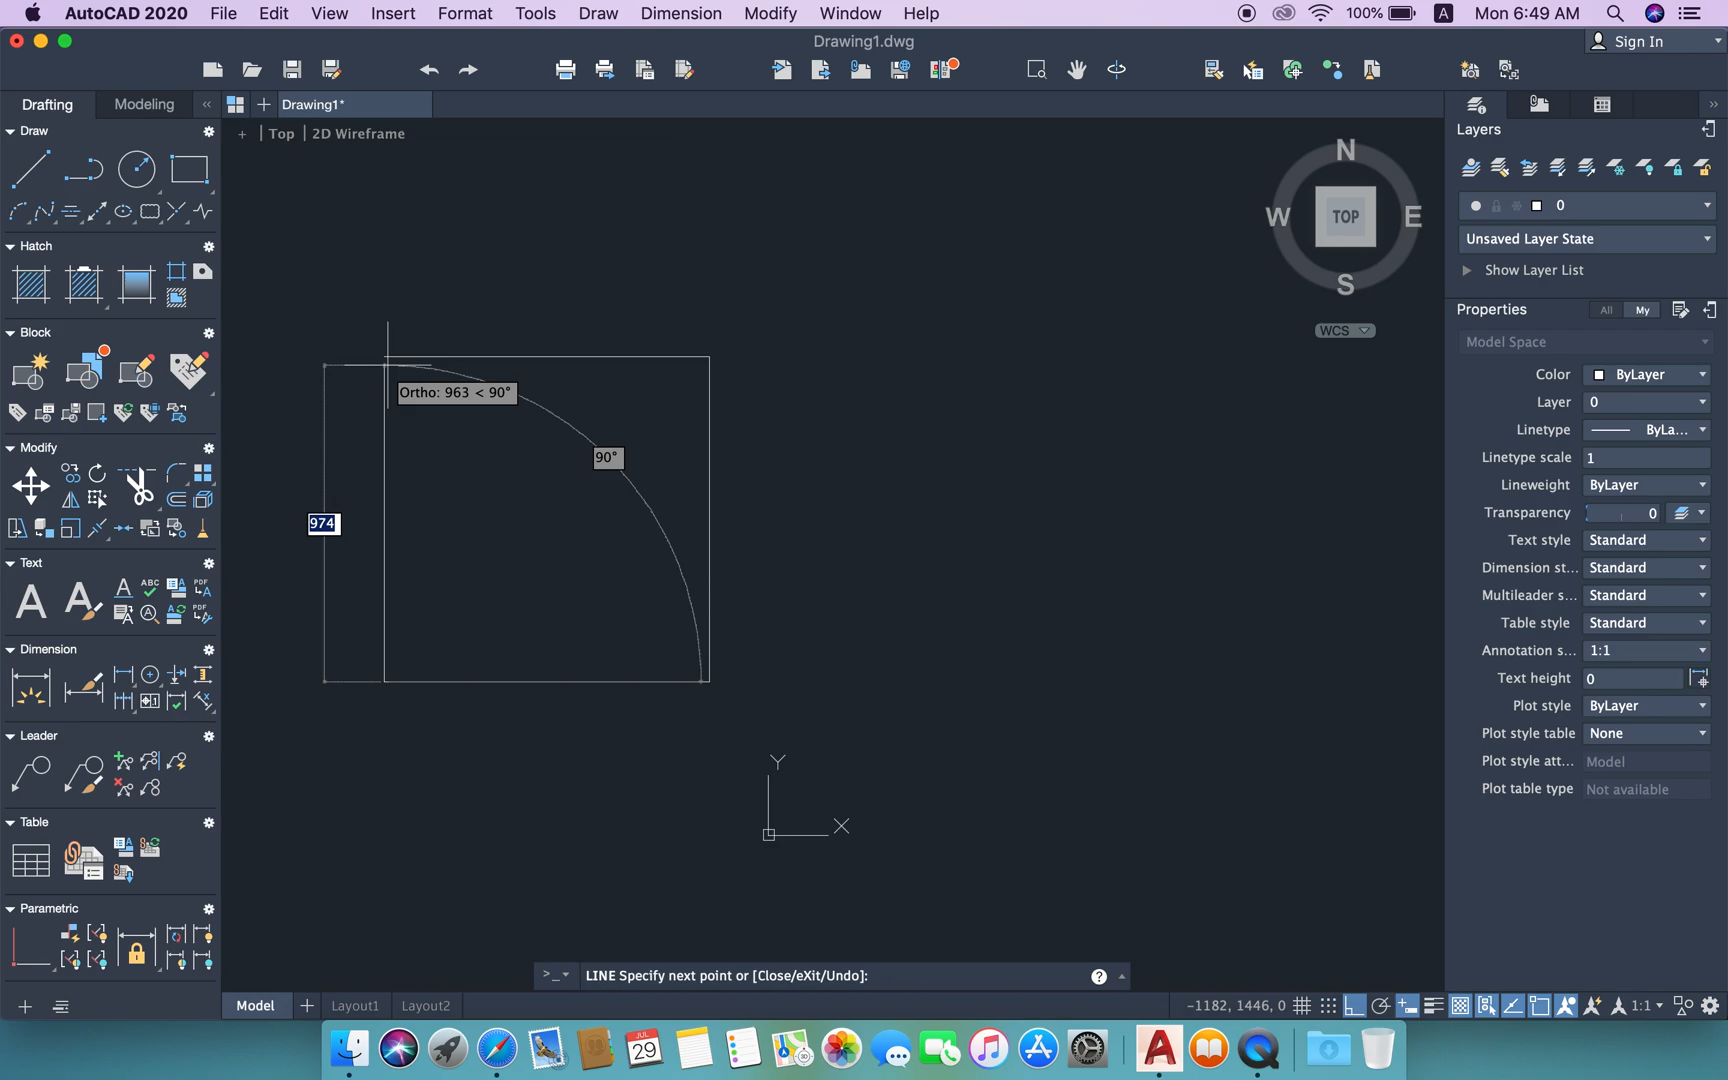 AutoCAD 2020 File Edit View Insert Format Tools Draw Dimension Modify Window Help 100% A Mon 6:49 AM
Drawing1.dwg
Sign In
Drafting Modeling Drawing1*
Draw
+ | Top | 2D Wireframe
Hatch
Block
Modify
Text
ABC
PDF
A
PDF
Dimension
Leader
Table
Parametric
N
W TOP E
S
WCS
Ortho: 963 < 90°
90°
974
Y
X
Layers
0
Unsaved Layer State
Show Layer List
Properties All My
Model Space
Color ByLayer
Layer 0
Linetype ByLa...
Linetype scale 1
Lineweight ByLayer
Transparency 0
Text style Standard
Dimension st... Standard
Multileader s... Standard
Table style Standard
Annotation s... 1:1
Text height 0
Plot style ByLayer
Plot style table None
Plot style att... Model
Plot table type Not available
>_ LINE Specify next point or [Close/eXit/Undo]:
Model Layout1 Layout2 -1182, 1446, 0 1:1
JUL
29